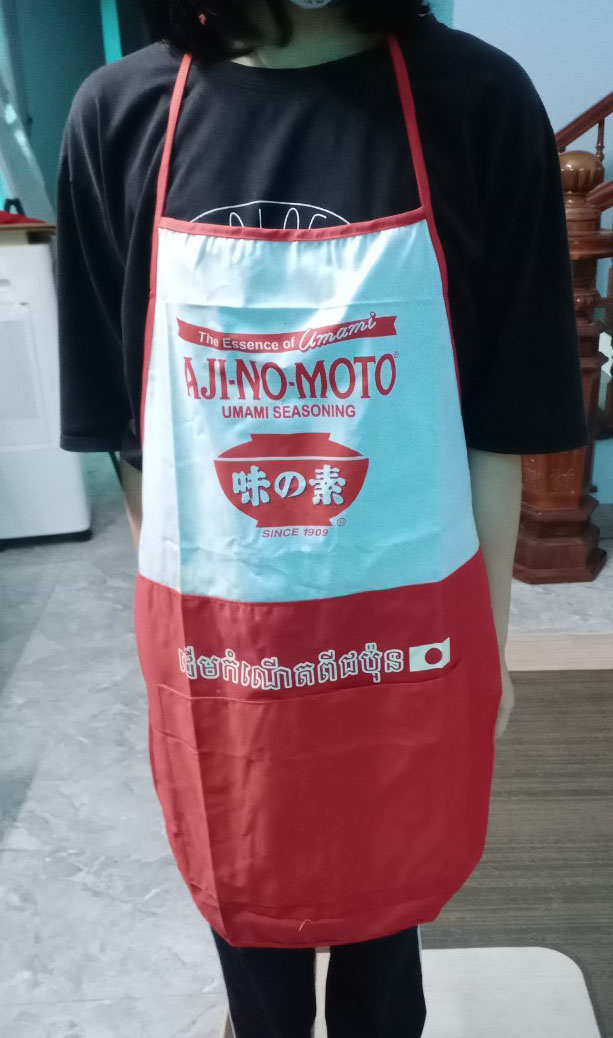 The Essence of Umami
AJI-NO-MOTO®
UMAMI SEASONING
味の素
®
SINCE 1909
ដើមកំណើតពីជប៉ុន